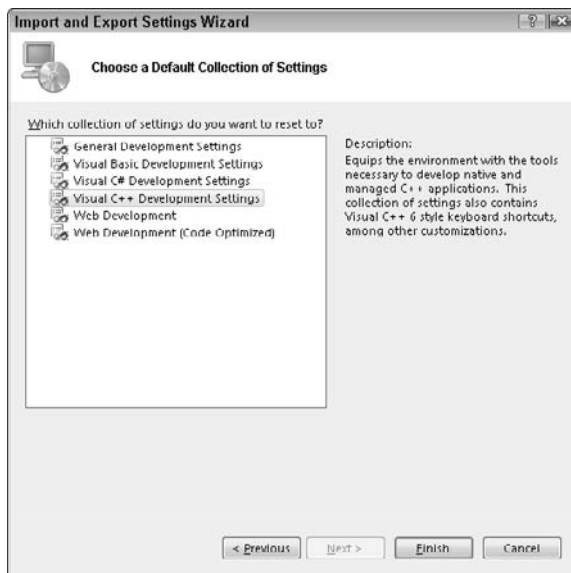 Import and Export Settings Wizard
Choose a Default Collection of Settings
Which collection of settings do you want to reset to?
General Development Settings
Visual Basic Development Settings
Visual C# Development Settings
Visual C++ Development Settings
Web Development
Web Development (Code Optimized)
Description:
Equips the environment with the tools
necessary to develop native and
managed C++ applications. This
collection of settings also contains
Visual C++ 6 style keyboard shortcuts,
among other customizations.
< Previous
Next >
Finish
Cancel